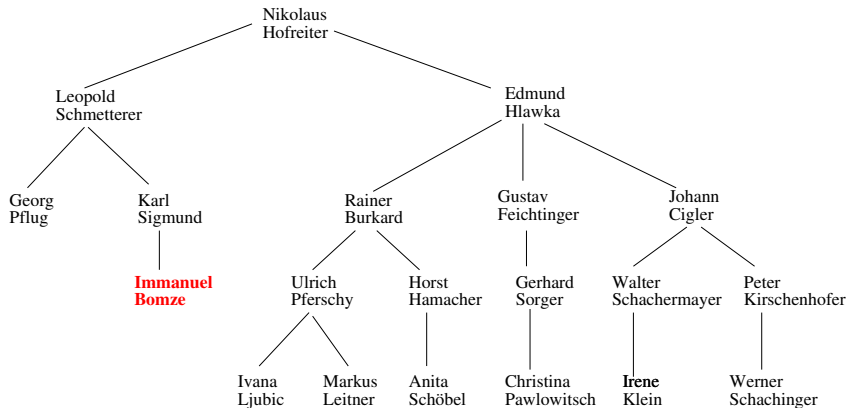 Nikolaus
Hofreiter
Leopold
Schmetterer
Edmund
Hlawka
Georg
Pflug
Karl
Sigmund
Rainer
Burkard
Gustav
Feichtinger
Johann
Cigler
Immanuel
Bomze
Ulrich
Pferschy
Horst
Hamacher
Gerhard
Sorger
Walter
Schachermayer
Peter
Kirschenhofer
Ivana
Ljubic
Markus
Leitner
Anita
Schöbel
Christina
Pawlowitsch
Irene
Klein
Werner
Schachinger